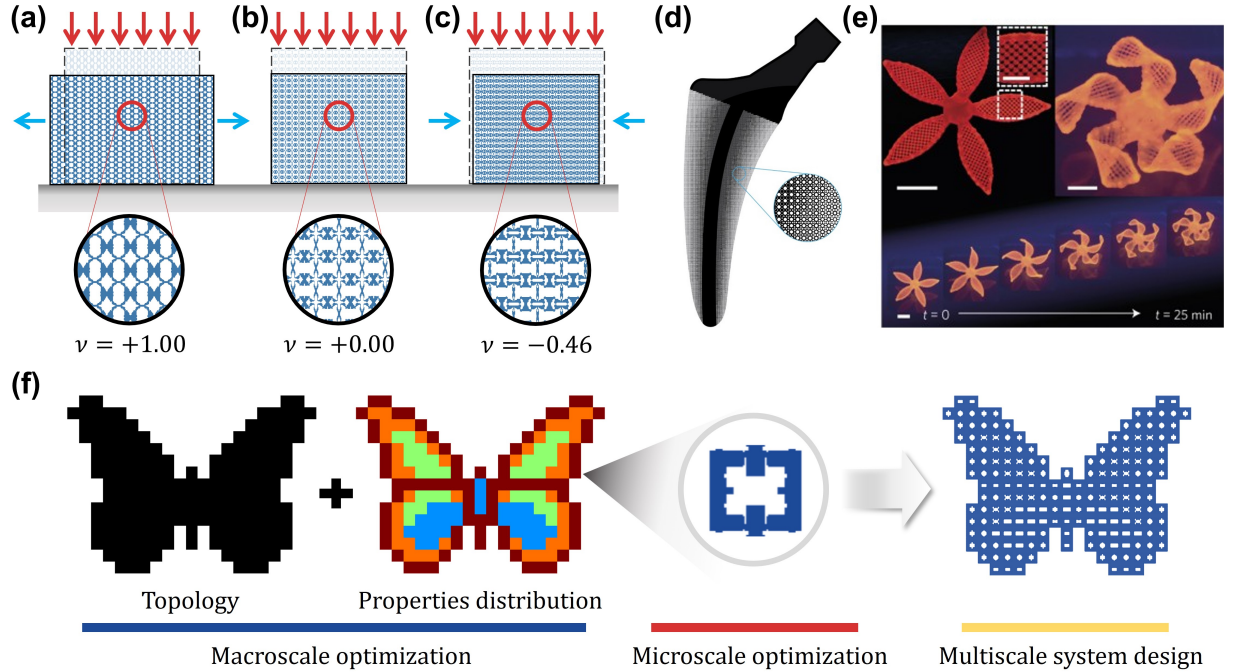 (a)
(b)
(c)
(d)
(e)
ν = +1.00
ν = +0.00
ν = −0.46
t = 0
t = 25 min
(f)
Topology
Properties distribution
Macroscale optimization
Microscale optimization
Multiscale system design